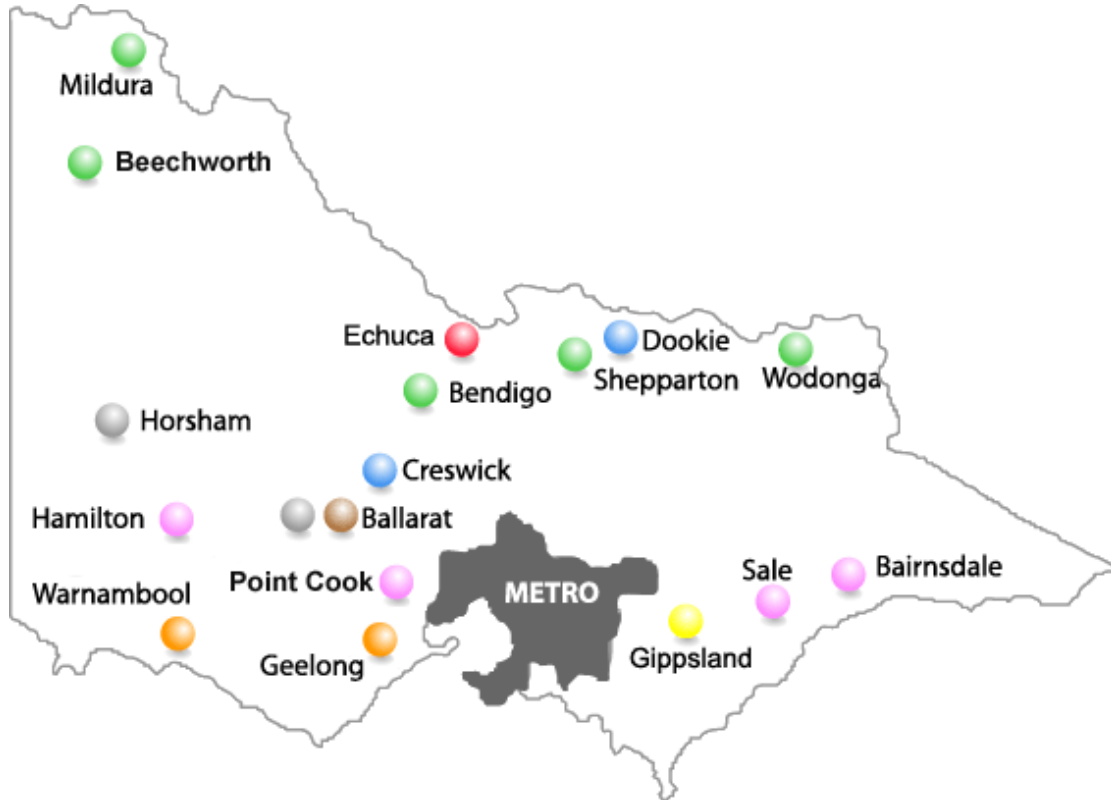 Mildura
Beechworth
Echuca
Dookie
Shepparton
Wodonga
Bendigo
Horsham
Creswick
Hamilton
Ballarat
Point Cook
METRO
Sale
Bairnsdale
Warnambool
Geelong
Gippsland